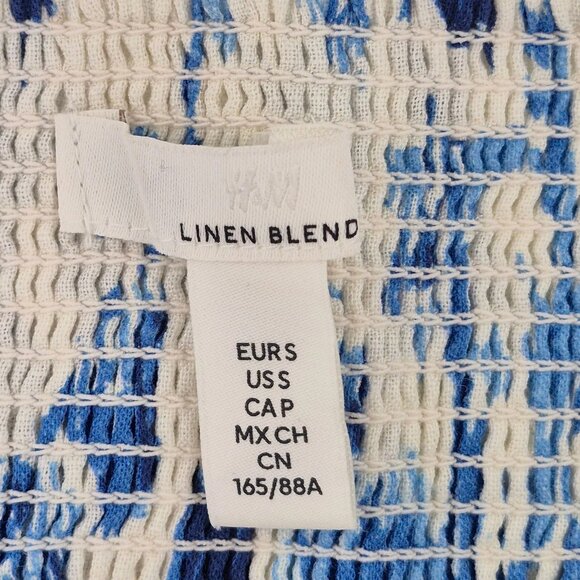 H&M
LINEN BLEND
EUR S
US S
CA P
MX CH
CN
165/88A